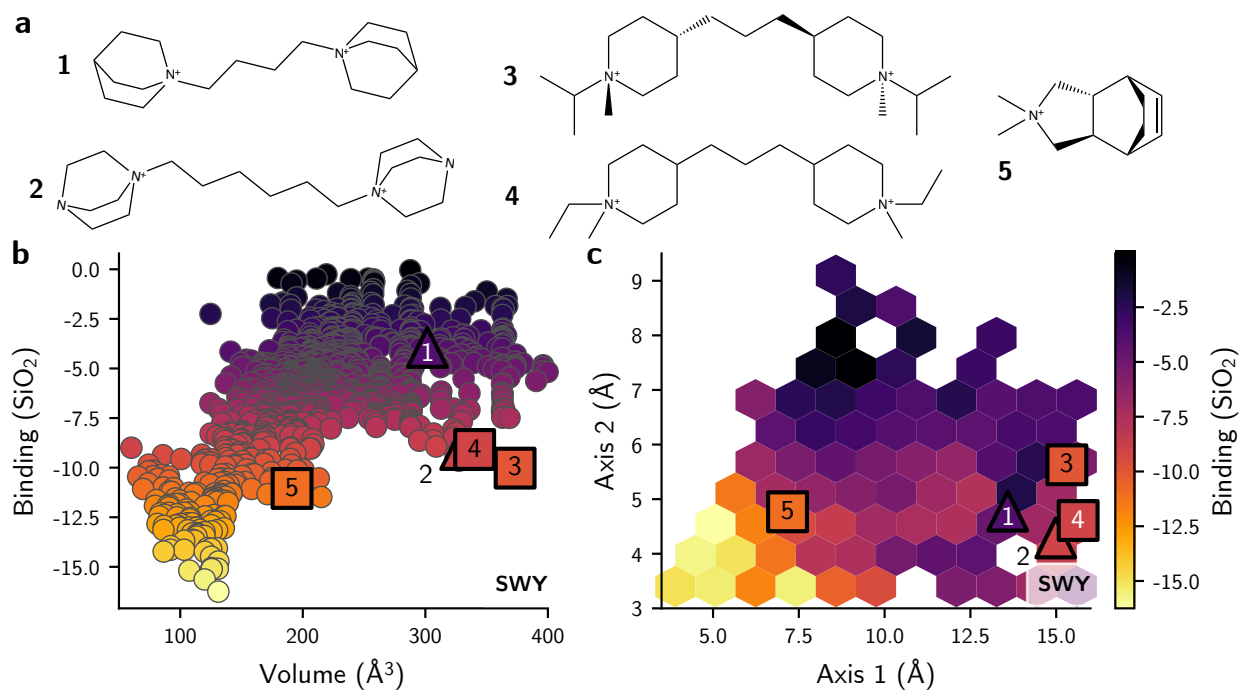 a
1
N⁺
N⁺
2
N
N⁺
N⁺
N
3
N⁺
N⁺
4
N⁺
N⁺
5
N⁺
b
Binding (SiO₂)
0.0
-2.5
-5.0
-7.5
-10.0
-12.5
-15.0
1
2
4
3
5
SWY
100
200
300
400
Volume (Å³)
c
Axis 2 (Å)
9
8
7
6
5
4
3
3
5
1
4
2
SWY
5.0
7.5
10.0
12.5
15.0
Axis 1 (Å)
-2.5
-5.0
-7.5
-10.0
-12.5
-15.0
Binding (SiO₂)